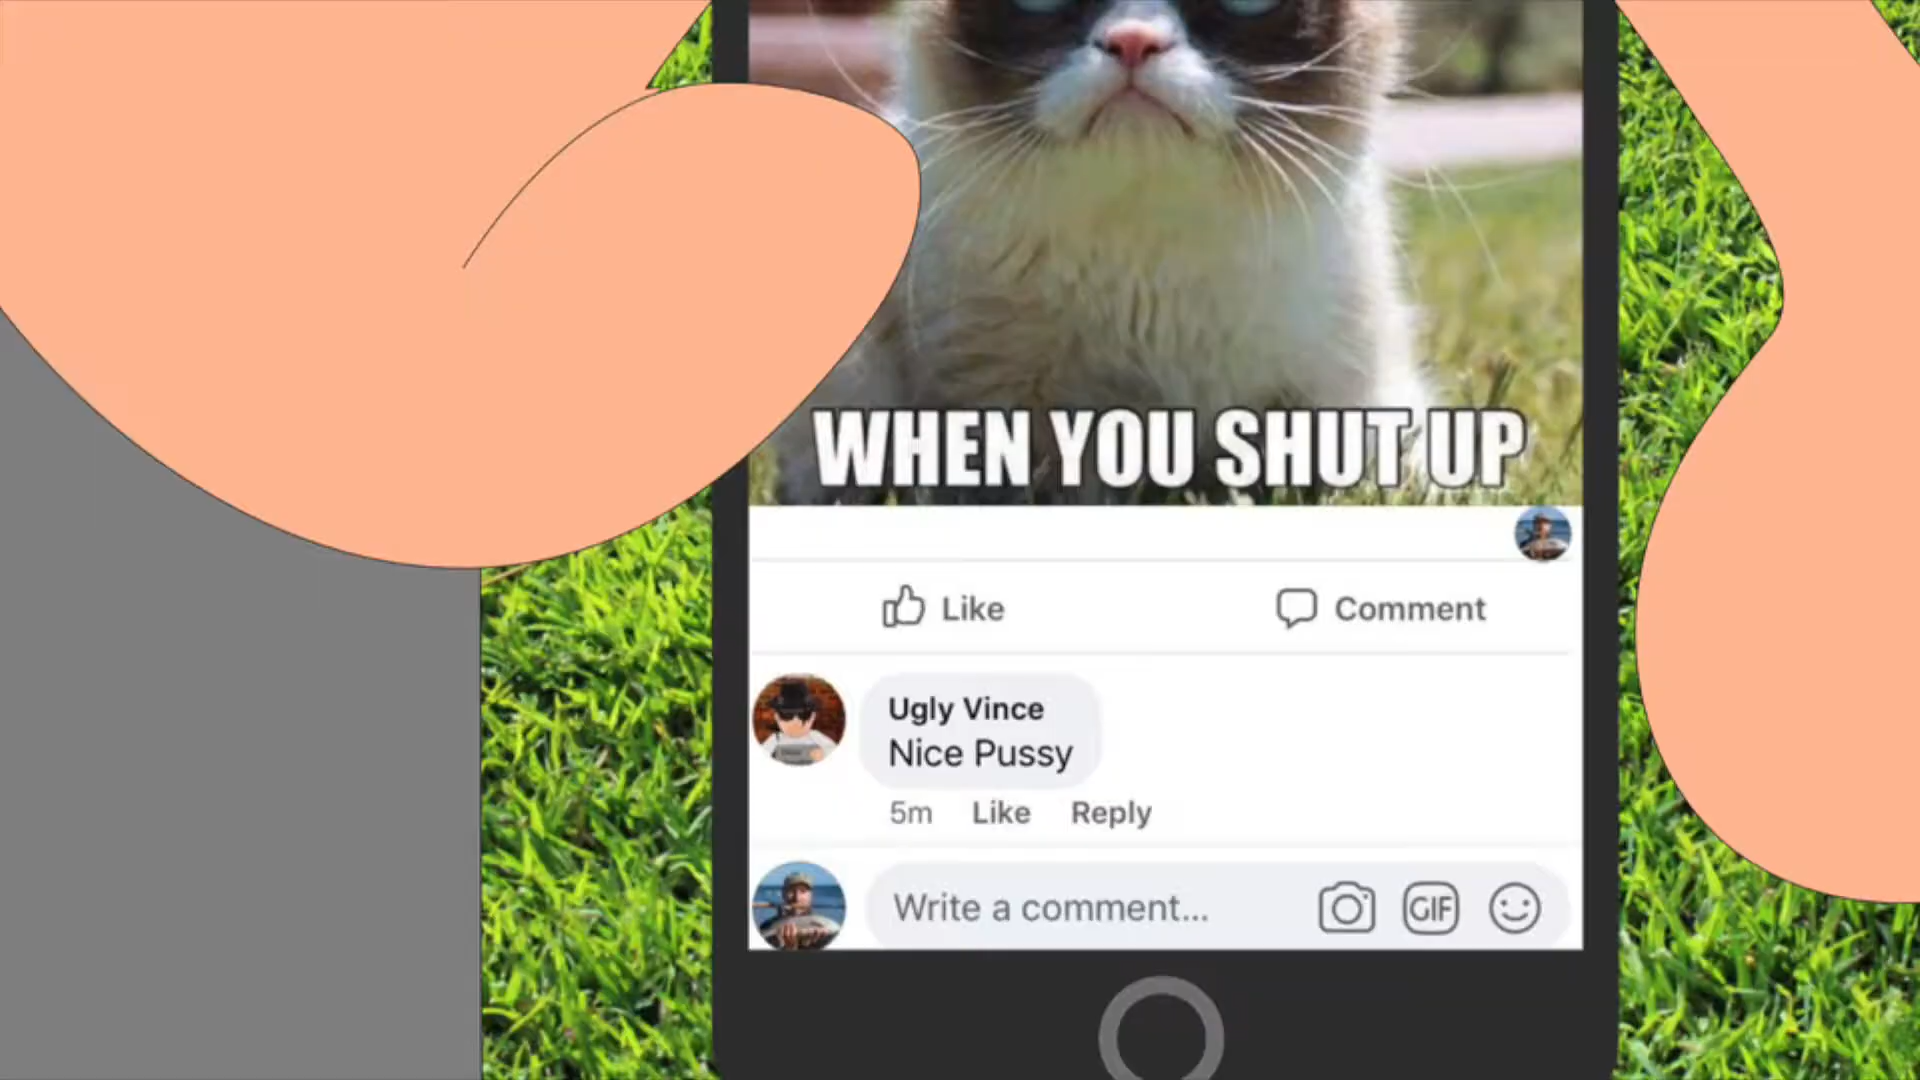 WHEN YOU SHUT UP
Like
Comment
Ugly Vince
Nice Pussy
5m Like Reply
Write a comment...
GIF